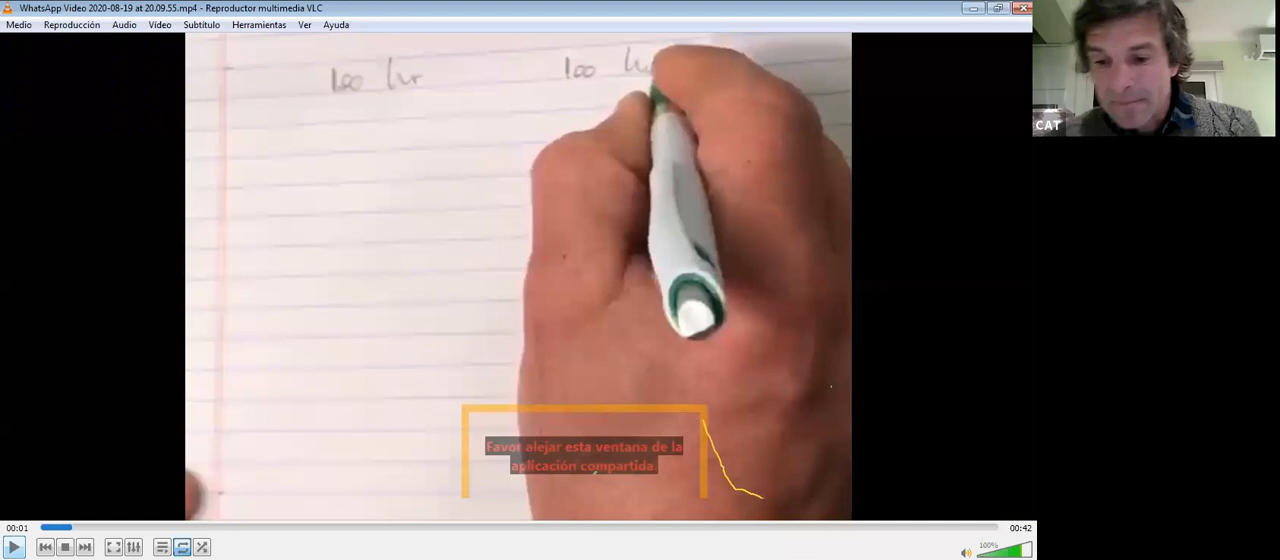 WhatsApp Video 2020-08-19 at 20.09.55.mp4 - Reproductor multimedia VLC
Medio Reproducción Audio Vídeo Subtítulo Herramientas Ver Ayuda
100 hr 100 h
CAT
Favor alejar esta ventana de la
aplicación compartida.
00:01 00:42
100%